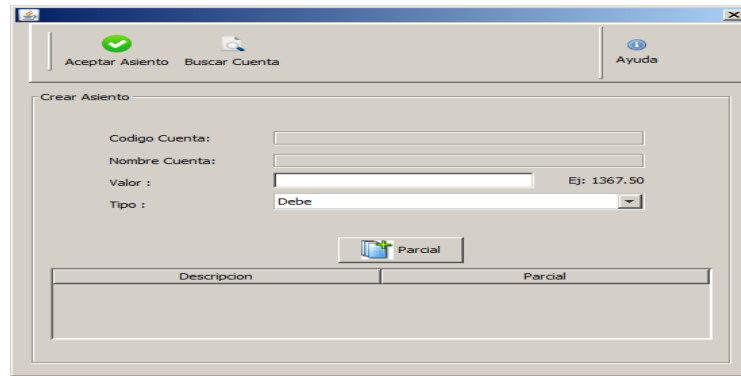 Aceptar Asiento Buscar Cuenta Ayuda
Crear Asiento
Codigo Cuenta:
Nombre Cuenta:
Valor : Ej: 1367.50
Tipo : Debe
Parcial
Descripcion Parcial